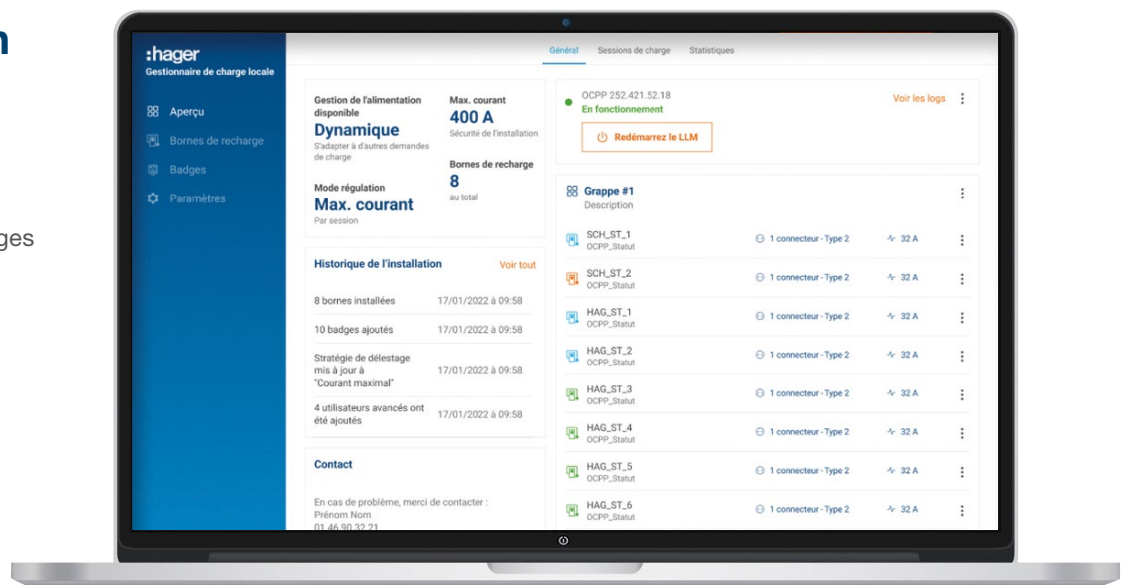 :hager
Gestionnaire de charge locale
Aperçu
Bornes de recharge
Badges
Paramètres
Général
Sessions de charge
Statistiques
Gestion de l'alimentation
disponible
Dynamique
S'adapter à d'autres demandes
de charge
Mode régulation
Max. courant
Par session
Max. courant
400 A
Sécurité de l'installation
Bornes de recharge
8
au total
Historique de l'installation
Voir tout
8 bornes installées 17/01/2022 à 09:58
10 badges ajoutés 17/01/2022 à 09:58
Stratégie de délestage
mis à jour à 17/01/2022 à 09:58
"Courant maximal"
4 utilisateurs avancés ont
été ajoutés 17/01/2022 à 09:58
Contact
En cas de problème, merci de contacter :
Prénom Nom
01 46 90 32 21
OCPP 252.421.52.18
En fonctionnement
Voir les logs
Redémarrez le LLM
Grappe #1
Description
SCH_ST_1
OCPP_Statut
1 connecteur - Type 2 32 A
SCH_ST_2
OCPP_Statut
1 connecteur - Type 2 32 A
HAG_ST_1
OCPP_Statut
1 connecteur - Type 2 32 A
HAG_ST_2
OCPP_Statut
1 connecteur - Type 2 32 A
HAG_ST_3
OCPP_Statut
1 connecteur - Type 2 32 A
HAG_ST_4
OCPP_Statut
1 connecteur - Type 2 32 A
HAG_ST_5
OCPP_Statut
1 connecteur - Type 2 32 A
HAG_ST_6
OCPP_Statut
1 connecteur - Type 2 32 A